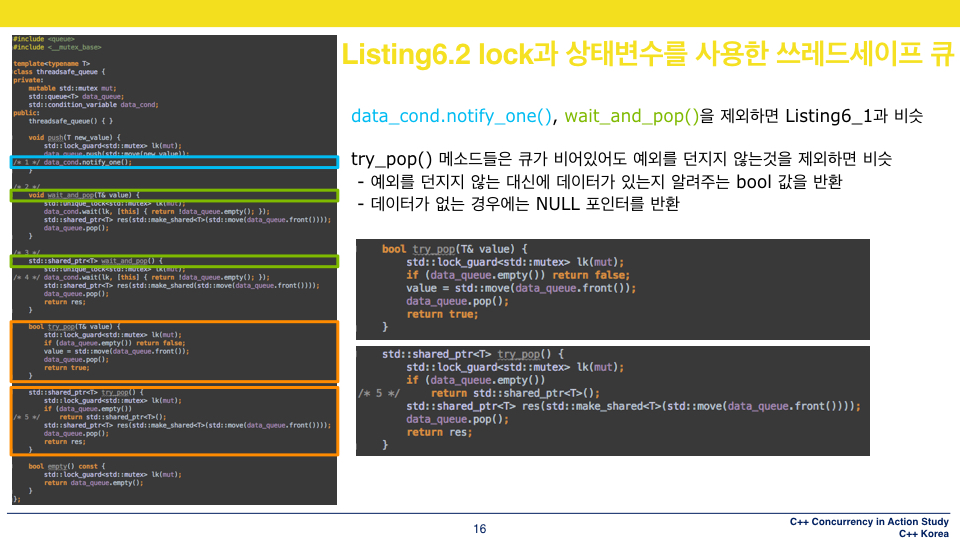 Listing6.2 lock과 상태변수를 사용한 쓰레드세이프 큐
#include <queue>
#include <__mutex_base>
template<typename T>
class threadsafe_queue {
private:
mutable std::mutex mut;
std::queue<T> data_queue;
std::condition_variable data_cond;
public:
threadsafe_queue() { }
void push(T new_value) {
std::lock_guard<std::mutex> lk(mut);
data_queue.push(std::move(new_value));
/* 1 */ data_cond.notify_one();
}
/* 2 */
void wait_and_pop(T& value) {
std::unique_lock<std::mutex> lk(mut);
data_cond.wait(lk, [this] { return !data_queue.empty(); });
std::shared_ptr<T> res(std::make_shared<T>(std::move(data_queue.front())));
data_queue.pop();
}
/* 3 */
std::shared_ptr<T> wait_and_pop() {
std::unique_lock<std::mutex> lk(mut);
/* 4 */ data_cond.wait(lk, [this] { return !data_queue.empty(); });
std::shared_ptr<T> res(std::make_shared(std::move(data_queue.front())));
data_queue.pop();
return res;
}
bool try_pop(T& value) {
std::lock_guard<std::mutex> lk(mut);
if (data_queue.empty()) return false;
value = std::move(data_queue.front());
data_queue.pop();
return true;
}
std::shared_ptr<T> try_pop() {
std::lock_guard<std::mutex> lk(mut);
if (data_queue.empty())
/* 5 */ return std::shared_ptr<T>();
std::shared_ptr<T> res(std::make_shared<T>(std::move(data_queue.front())));
data_queue.pop();
return res;
}
bool empty() const {
std::lock_guard<std::mutex> lk(mut);
return data_queue.empty();
}
};
data_cond.notify_one(), wait_and_pop()을 제외하면 Listing6_1과 비슷
try_pop() 메소드들은 큐가 비어있어도 예외를 던지지 않는것을 제외하면 비슷
- 예외를 던지지 않는 대신에 데이터가 있는지 알려주는 bool 값을 반환
- 데이터가 없는 경우에는 NULL 포인터를 반환
bool try_pop(T& value) {
std::lock_guard<std::mutex> lk(mut);
if (data_queue.empty()) return false;
value = std::move(data_queue.front());
data_queue.pop();
return true;
}
std::shared_ptr<T> try_pop() {
std::lock_guard<std::mutex> lk(mut);
if (data_queue.empty())
/* 5 */ return std::shared_ptr<T>();
std::shared_ptr<T> res(std::make_shared<T>(std::move(data_queue.front())));
data_queue.pop();
return res;
}
16
C++ Concurrency in Action Study
C++ Korea